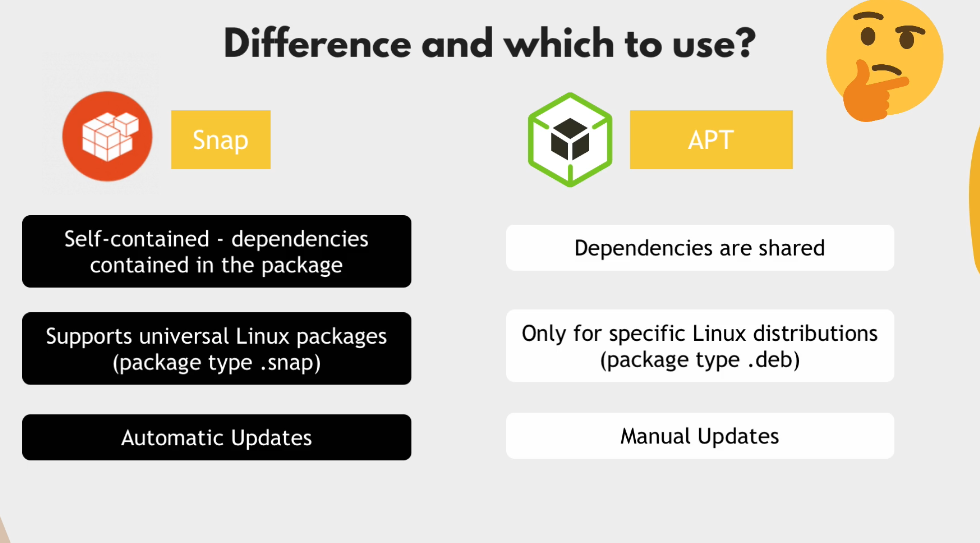 Difference and which to use?
Snap
APT
Self-contained - dependencies
contained in the package
Dependencies are shared
Supports universal Linux packages
(package type .snap)
Only for specific Linux distributions
(package type .deb)
Automatic Updates
Manual Updates